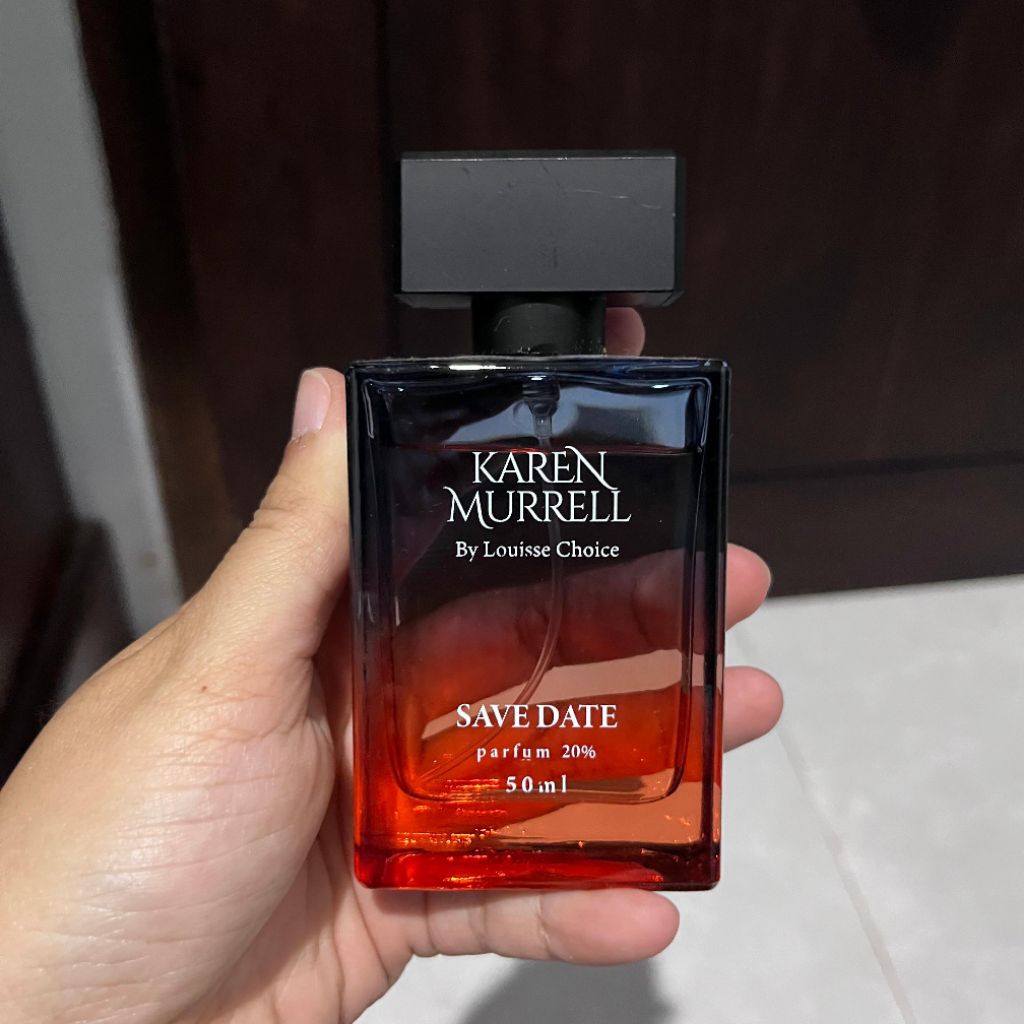 KAREN
MURRELL
By Louisse Choice
SAVE DATE
parfum 20%
50ml